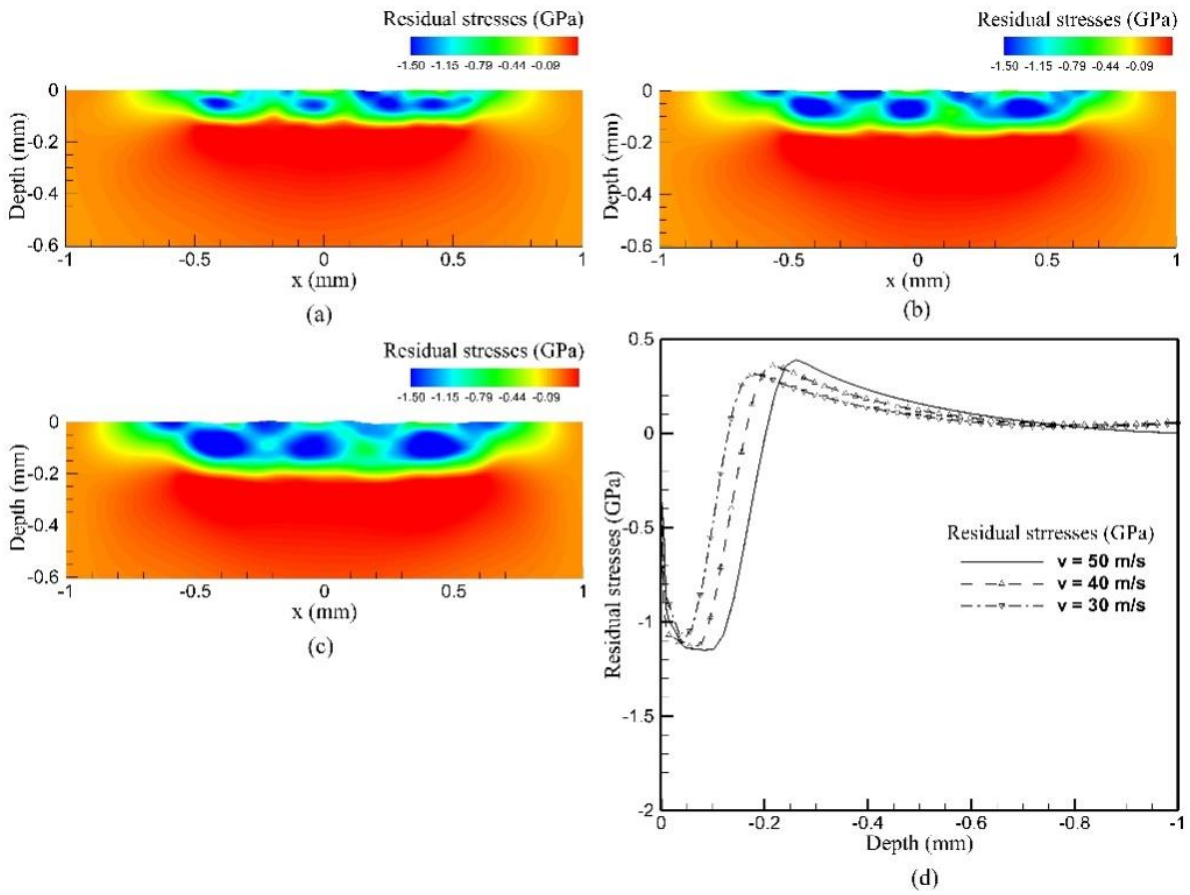 Residual stresses (GPa)
-1.50 -1.15 -0.79 -0.44 -0.09
0
-0.2
-0.4
-0.6
Depth (mm)
-1 -0.5 0 0.5 1
x (mm)
(a)
Residual stresses (GPa)
-1.50 -1.15 -0.79 -0.44 -0.09
0
-0.2
-0.4
-0.6
Depth (mm)
-1 -0.5 0 0.5 1
x (mm)
(b)
Residual stresses (GPa)
-1.50 -1.15 -0.79 -0.44 -0.09
0
-0.2
-0.4
-0.6
Depth (mm)
-1 -0.5 0 0.5 1
x (mm)
(c)
0.5
0
-0.5
-1
-1.5
-2
Residual stresses (GPa)
Residual strresses (GPa)
v = 50 m/s
v = 40 m/s
v = 30 m/s
0 -0.2 -0.4 -0.6 -0.8 -1
Depth (mm)
(d)